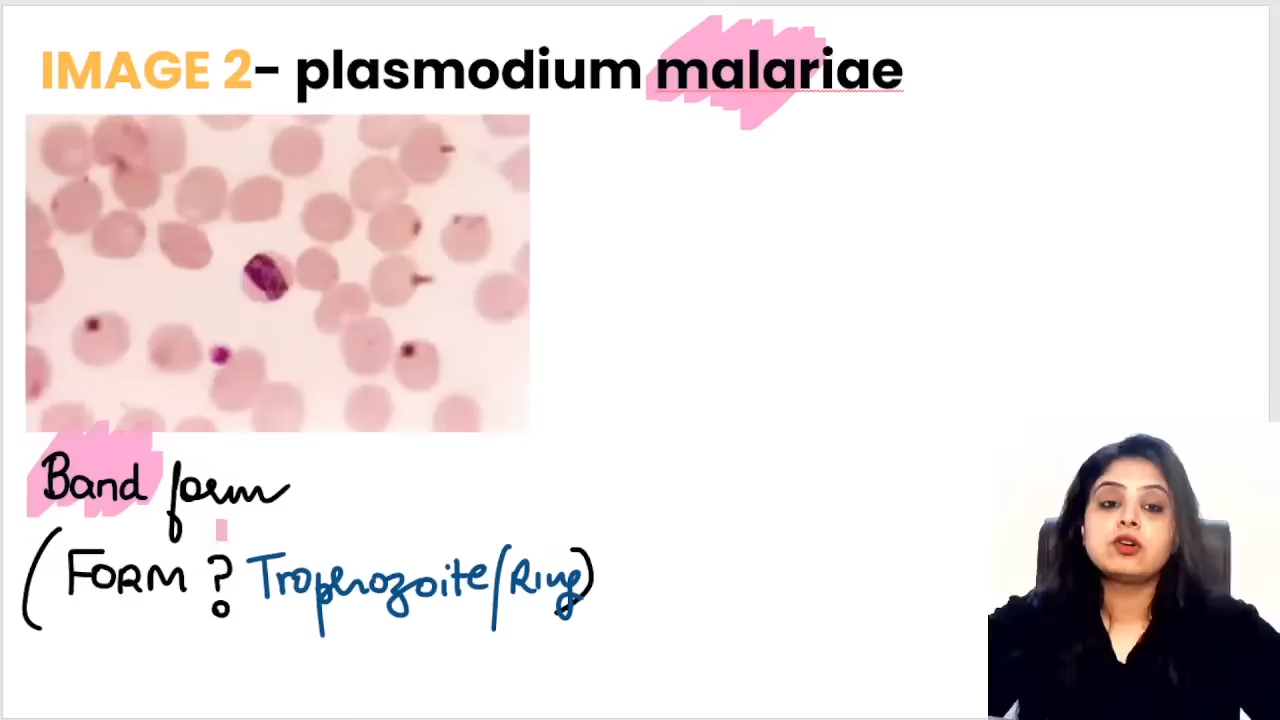 IMAGE 2- plasmodium malariae
Band form
(FORM ? Trophozoite/Ring)